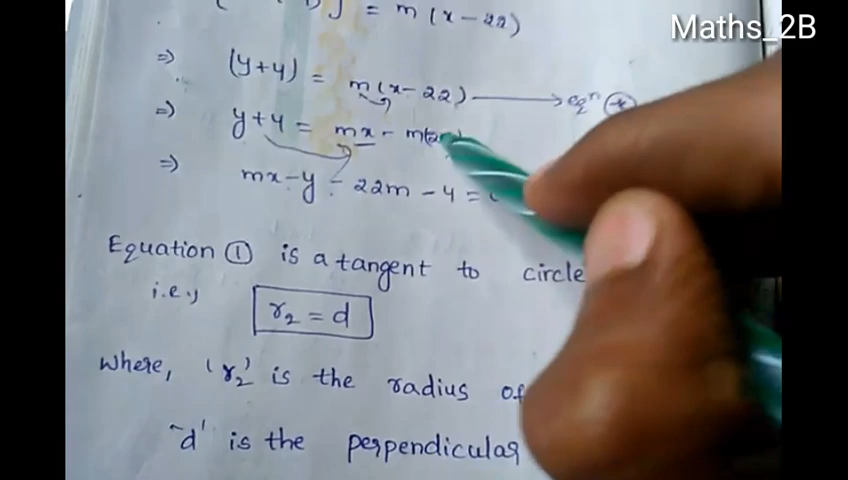 Maths_2B
= m(x-22)
⇒ (y+4) = m(x-22) → eqn (*)
⇒ y+4 = mx - m(22)
⇒ mx-y-22m-4=
Equation ① is a tangent to circle
i.e.,
r₂ = d
Where, 'r₂' is the radius of
'd' is the perpendicular